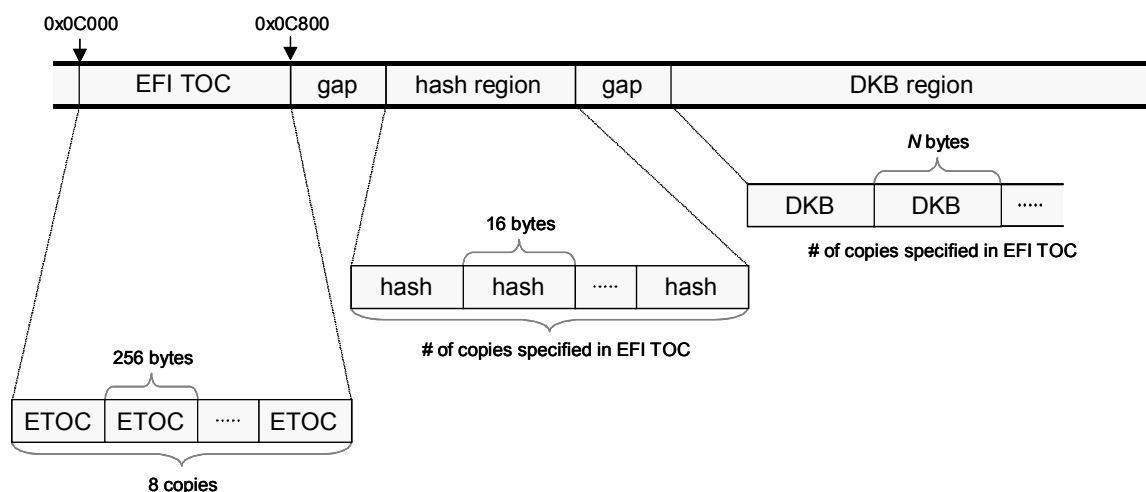 0x0C000 0x0C800
EFI TOC gap hash region gap DKB region
N bytes
DKB DKB .....
# of copies specified in EFI TOC
16 bytes
hash hash ..... hash
# of copies specified in EFI TOC
256 bytes
ETOC ETOC ..... ETOC
8 copies